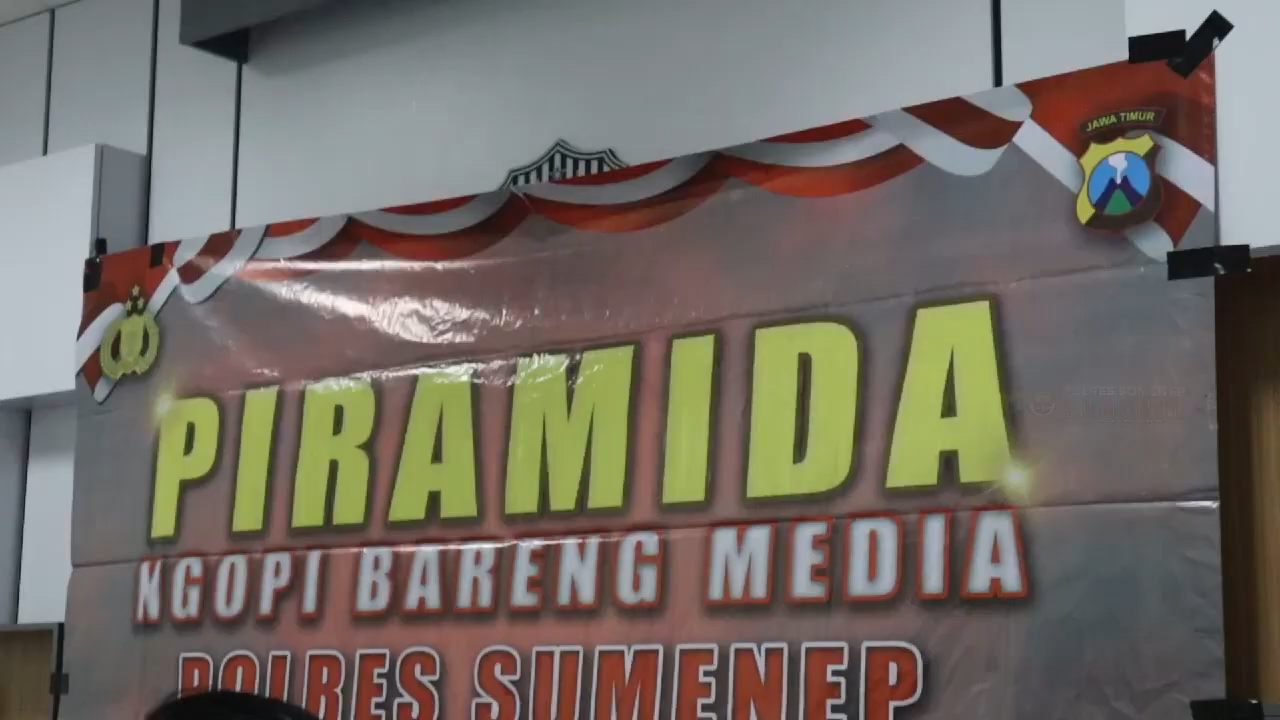 JAWA TIMUR
PIRAMIDA
NGOPI BARENG MEDIA
POLRES SUMENEP